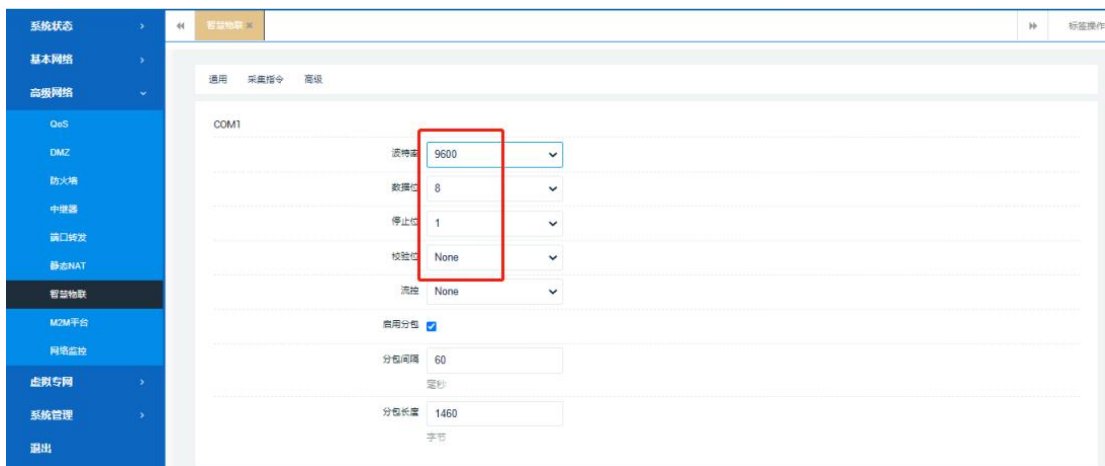 系统状态
基本网络
高级网络
QoS
DMZ
防火墙
中继器
端口转发
静态NAT
智慧物联
M2M平台
网络监控
虚拟专网
系统管理
退出
智慧物联
标签操作
通用 采集指令 高级
COM1
波特率 9600
数据位 8
停止位 1
校验位 None
流控 None
启用分包
分包间隔 60
毫秒
分包长度 1460
字节